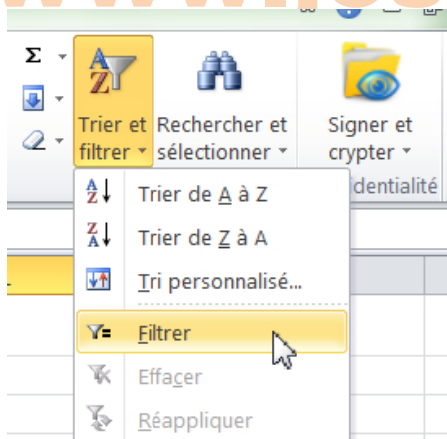 Σ
Trier et
filtrer
Rechercher et
sélectionner
Signer et
crypter
dentialité
Trier de A à Z
Trier de Z à A
Tri personnalisé...
Filtrer
Effacer
Réappliquer